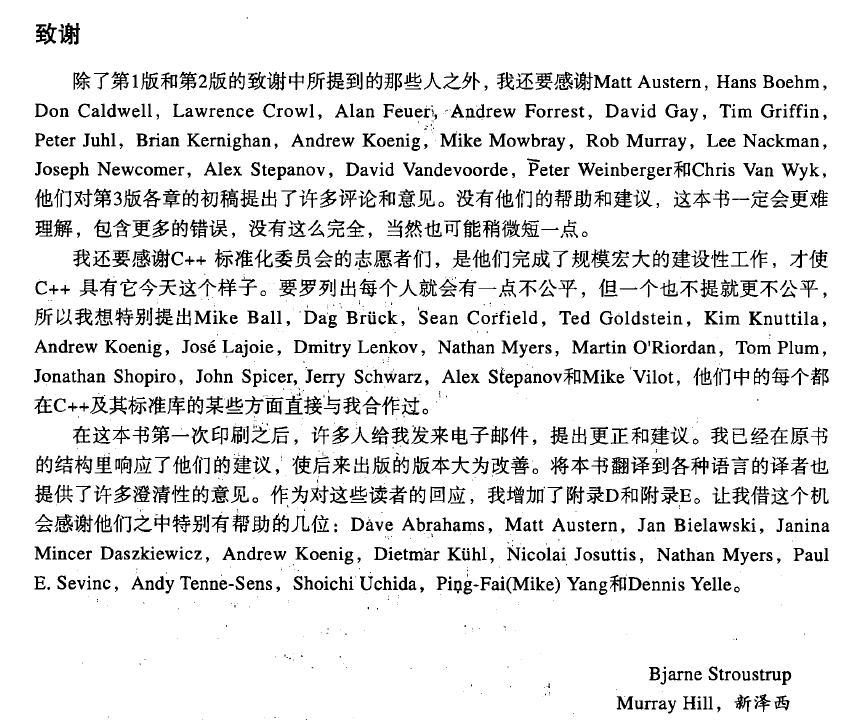 致谢
除了第1版和第2版的致谢中所提到的那些人之外，我还要感谢Matt Austern，Hans Boehm，
Don Caldwell，Lawrence Crowl，Alan Feuer，Andrew Forrest，David Gay，Tim Griffin，
Peter Juhl，Brian Kernighan，Andrew Koenig，Mike Mowbray，Rob Murray，Lee Nackman，
Joseph Newcomer，Alex Stepanov，David Vandevoorde，Peter Weinberger和Chris Van Wyk，
他们对第3版各章的初稿提出了许多评论和意见。没有他们的帮助和建议，这本书一定会更难
理解，包含更多的错误，没有这么完全，当然也可能稍微短一点。
我还要感谢C++ 标准化委员会的志愿者们，是他们完成了规模宏大的建设性工作，才使
C++ 具有它今天这个样子。要罗列出每个人就会有一点不公平，但一个也不提就更不公平，
所以我想特别提出Mike Ball，Dag Brück，Sean Corfield，Ted Goldstein，Kim Knuttila，
Andrew Koenig，José Lajoie，Dmitry Lenkov，Nathan Myers，Martin O'Riordan，Tom Plum，
Jonathan Shopiro，John Spicer, Jerry Schwarz，Alex Stepanov和Mike Vilot，他们中的每个都
在C++及其标准库的某些方面直接与我合作过。
在这本书第一次印刷之后，许多人给我发来电子邮件，提出更正和建议。我已经在原书
的结构里响应了他们的建议，使后来出版的版本大为改善。将本书翻译到各种语言的译者也
提供了许多澄清性的意见。作为对这些读者的回应，我增加了附录D和附录E。让我借这个机
会感谢他们之中特别有帮助的几位：Dave Abrahams，Matt Austern，Jan Bielawski，Janina
Mincer Daszkiewicz，Andrew Koenig，Dietmar Kühl，Nicolai Josuttis，Nathan Myers，Paul
E. Sevinc，Andy Tenne-Sens，Shoichi Uchida，Ping-Fai(Mike) Yang和Dennis Yelle。
Bjarne Stroustrup
Murray Hill，新泽西